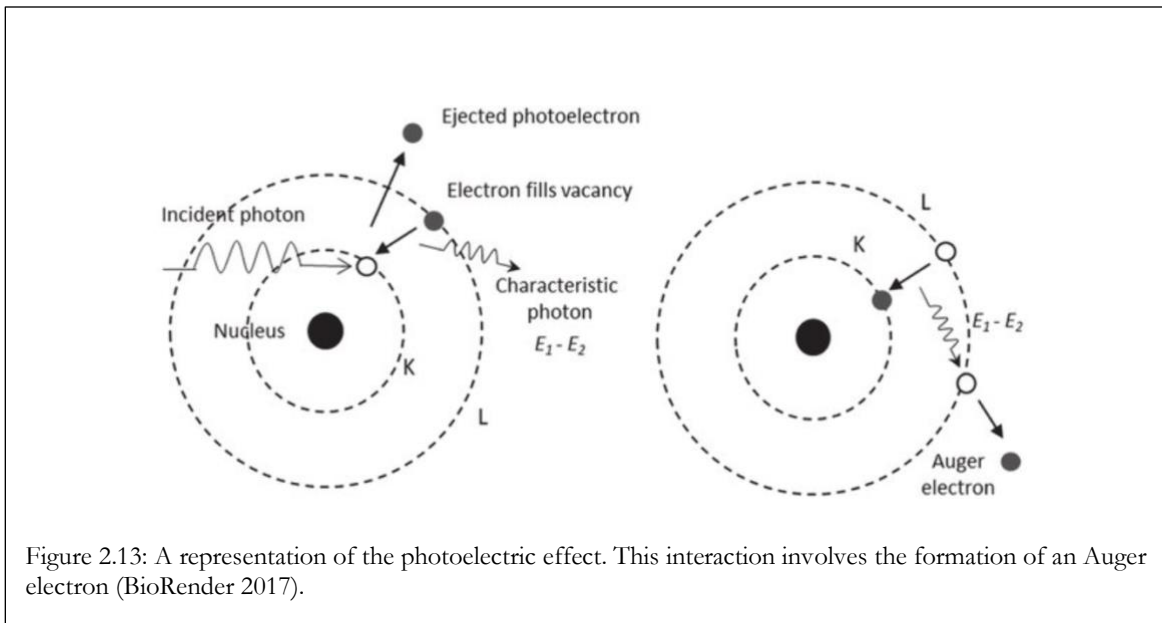 Ejected photoelectron
Electron fills vacancy
Incident photon
Characteristic
photon
E₁ - E₂
Nucleus
K
L
L
K
E₁ - E₂
Auger
electron
Figure 2.13: A representation of the photoelectric effect. This interaction involves the formation of an Auger
electron (BioRender 2017).